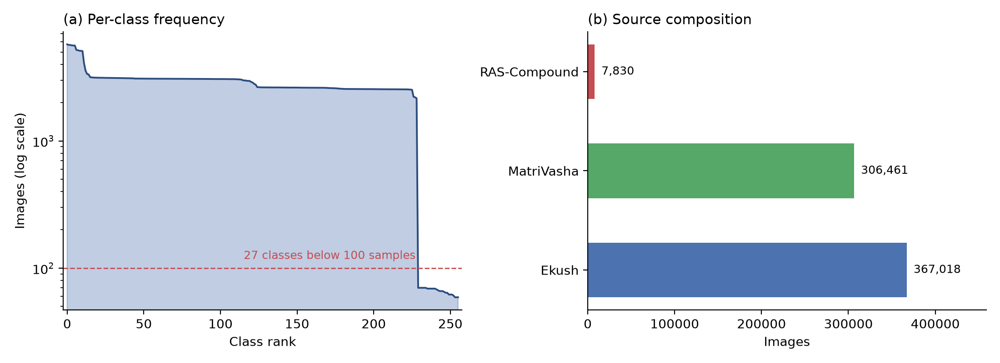 (a) Per-class frequency
Images (log scale)
10³
10²
27 classes below 100 samples
0 50 100 150 200 250
Class rank
(b) Source composition
RAS-Compound 7,830
MatriVasha 306,461
Ekush 367,018
0 100000 200000 300000 400000
Images